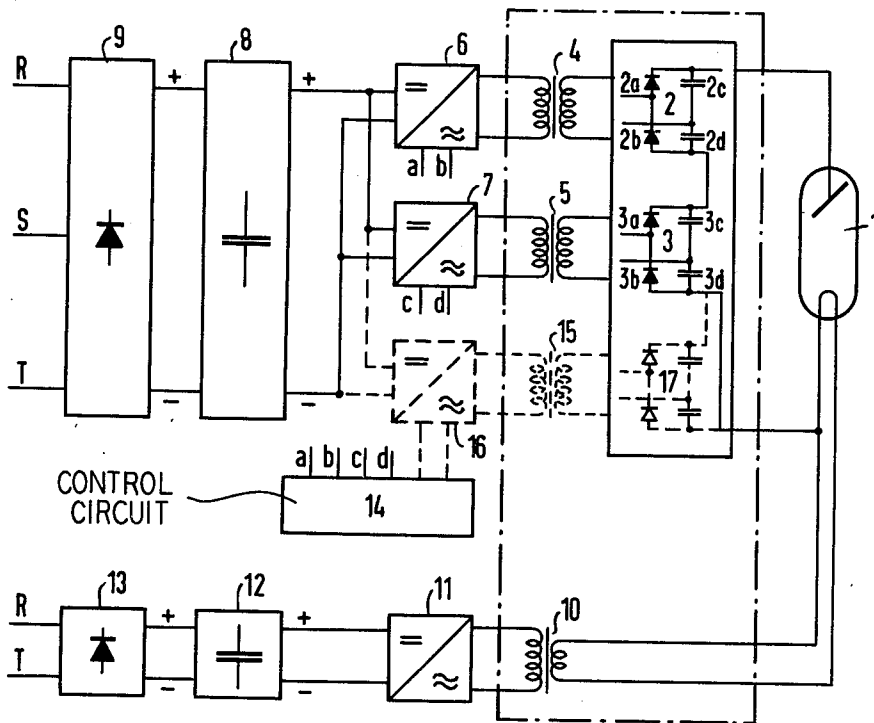 9 8 6 4
R + + 2a 2 2c
2b 2d
a b
7 5
S 3a 3 3c
3b 3d
c d
15
T − − 17
16
a b c d
CONTROL
CIRCUIT
14
13 12 11 10
R + +
T − −